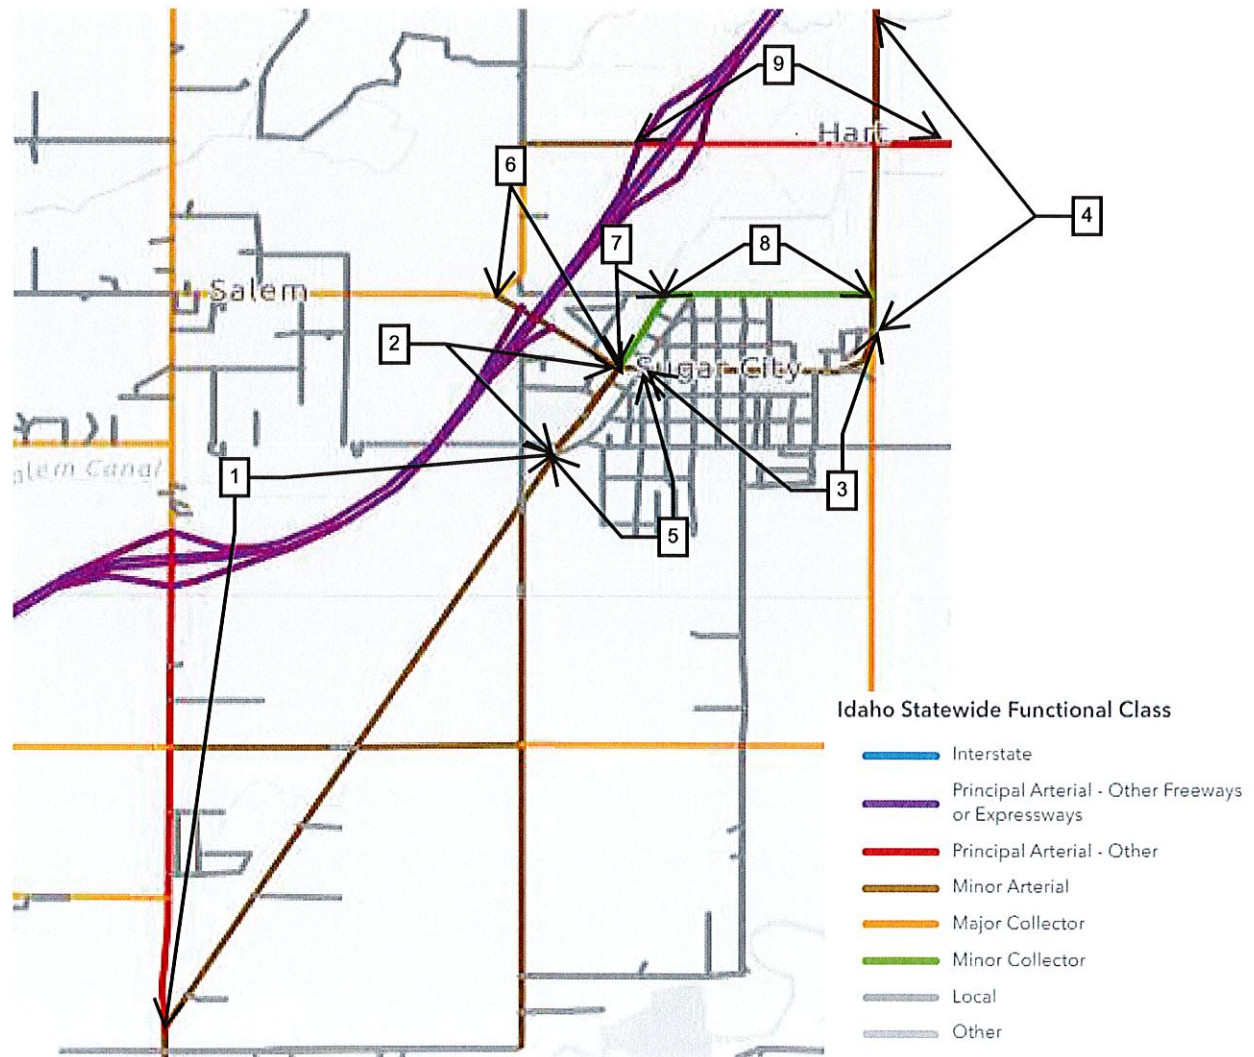 9
Hart
6
4
7
8
Salem
2
Sugar City
alem Canal
1
3
5
Idaho Statewide Functional Class
Interstate
Principal Arterial - Other Freeways
or Expressways
Principal Arterial - Other
Minor Arterial
Major Collector
Minor Collector
Local
Other